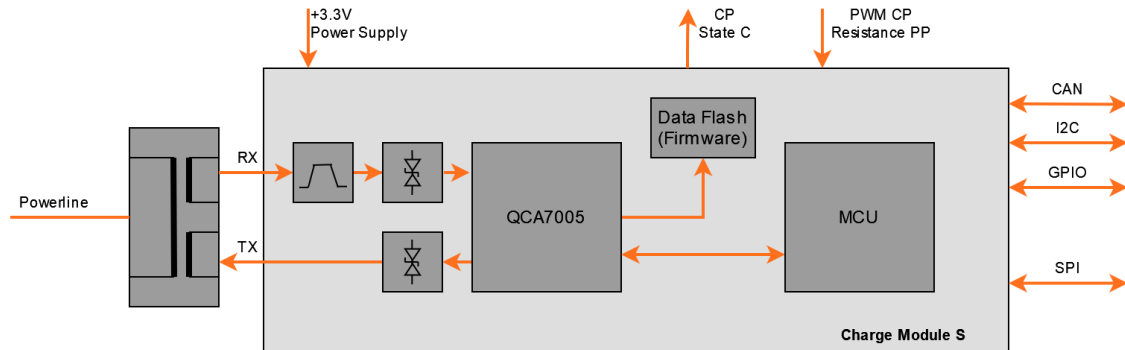 +3.3V
Power Supply
CP
State C
PWM CP
Resistance PP
CAN
Data Flash
(Firmware)
I2C
RX
GPIO
Powerline
QCA7005
MCU
TX
SPI
Charge Module S